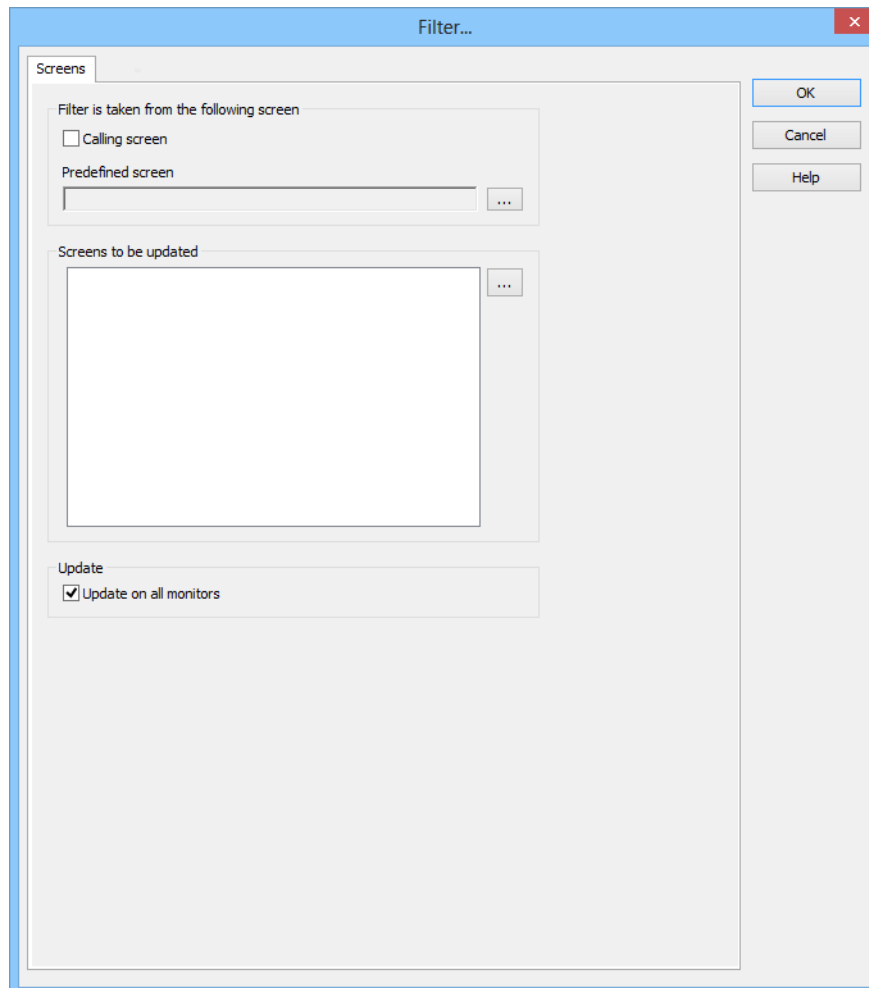 Filter...
Screens
Filter is taken from the following screen
Calling screen
Predefined screen
...
Screens to be updated
...
Update
Update on all monitors
OK
Cancel
Help